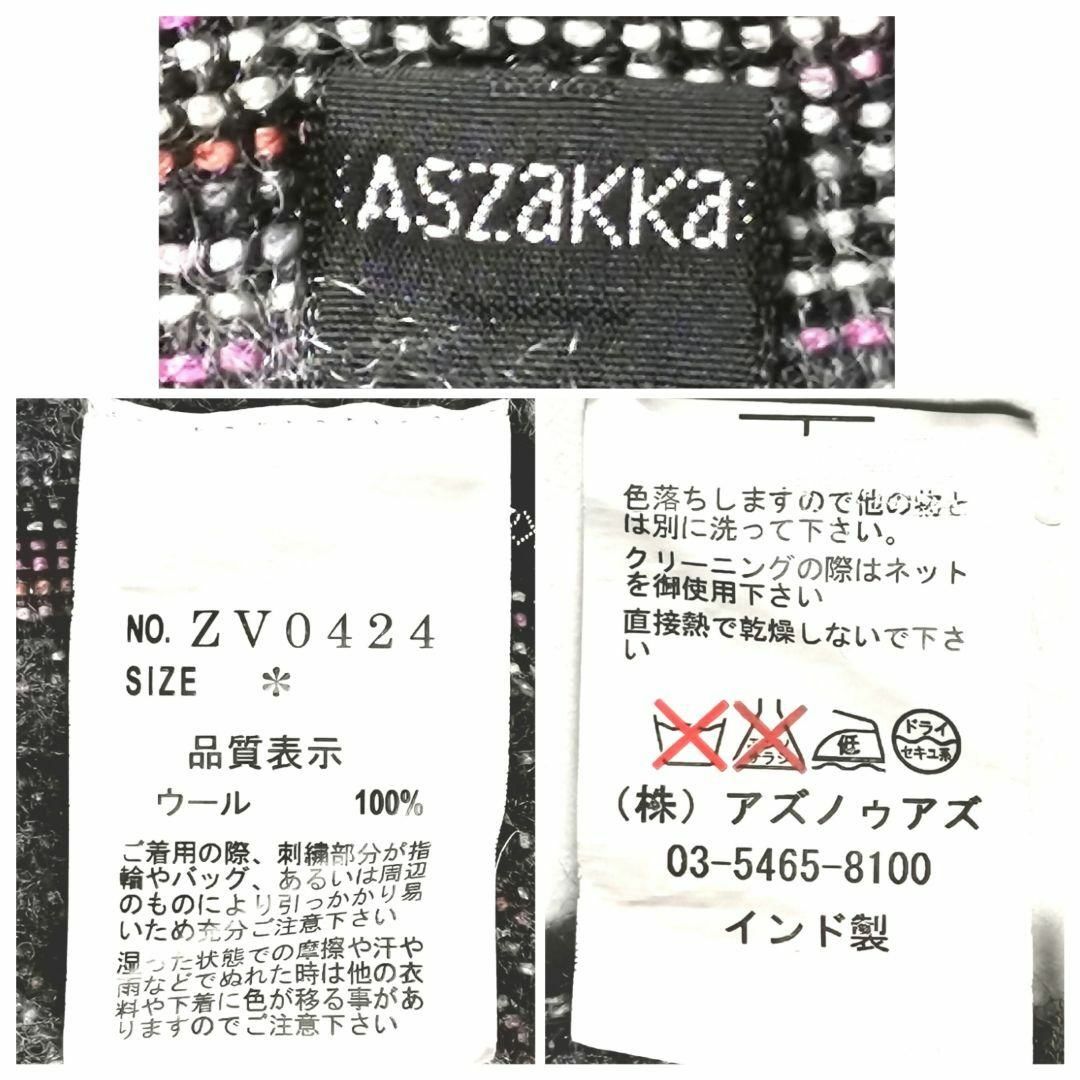 ASZaKKa
NO. ZV0424
SIZE ＊
品質表示
ウール 100%
ご着用の際、刺繍部分が指
輪やバッグ、あるいは周辺
のものにより引っかかり易
いため充分ご注意下さい
湿った状態での摩擦や汗や
雨などでぬれた時は他の衣
料や下着に色が移る事があ
りますのでご注意下さい
色落ちしますので他の物と
は別に洗って下さい。
クリーニングの際はネット
を御使用下さい
直接熱で乾燥しないで下さ
い
エンソ
サラシ
低
ドライ
セキユ系
(株)アズノゥアズ
03-5465-8100
インド製